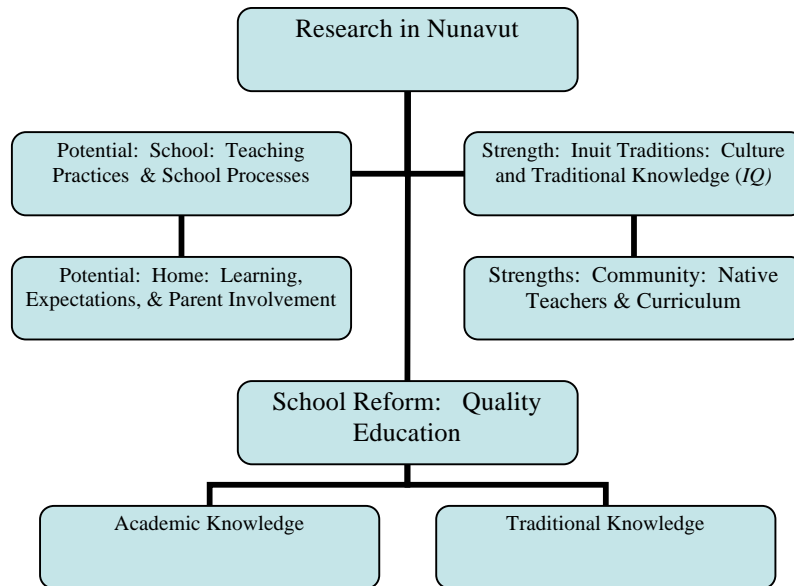 Research in Nunavut
Potential: School: Teaching
Practices & School Processes
Strength: Inuit Traditions: Culture
and Traditional Knowledge (IQ)
Potential: Home: Learning,
Expectations, & Parent Involvement
Strengths: Community: Native
Teachers & Curriculum
School Reform: Quality
Education
Academic Knowledge
Traditional Knowledge